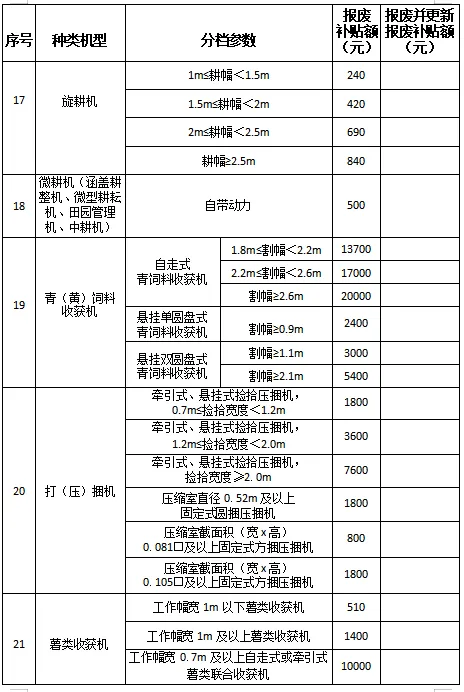 序号 种类机型 分档参数 报废补贴额（元） 报废并更新报废补贴额（元）
17 旋耕机 1m≤耕幅＜1.5m 240
1.5m≤耕幅＜2m 420
2m≤耕幅＜2.5m 690
耕幅≥2.5m 840
18 微耕机（涵盖耕整机、微型耕耘机、田园管理机、中耕机） 自带动力 500
19 青（黄）饲料收获机 自走式青饲料收获机 1.8m≤割幅＜2.2m 13700
2.2m≤割幅＜2.6m 17000
割幅≥2.6m 20000
悬挂单圆盘式青饲料收获机 割幅≥0.9m 2400
悬挂双圆盘式青饲料收获机 割幅≥1.1m 3000
割幅≥2.1m 5400
20 打（压）捆机 牵引式、悬挂式捡拾压捆机，0.7m≤捡拾宽度＜1.2m 1800
牵引式、悬挂式捡拾压捆机，1.2m≤捡拾宽度＜2.0m 3600
牵引式、悬挂式捡拾压捆机，捡拾宽度≥2.0m 7600
压缩室直径 0.52m 及以上固定式圆捆压捆机 1800
压缩室截面积（宽x高）0.081□及以上固定式方捆压捆机 800
压缩室截面积（宽x高）0.105□及以上固定式方捆压捆机 1800
21 薯类收获机 工作幅宽 1m 以下薯类收获机 510
工作幅宽 1m 及以上薯类收获机 1400
工作幅宽 0.7m 及以上自走式或牵引式薯类联合收获机 10000